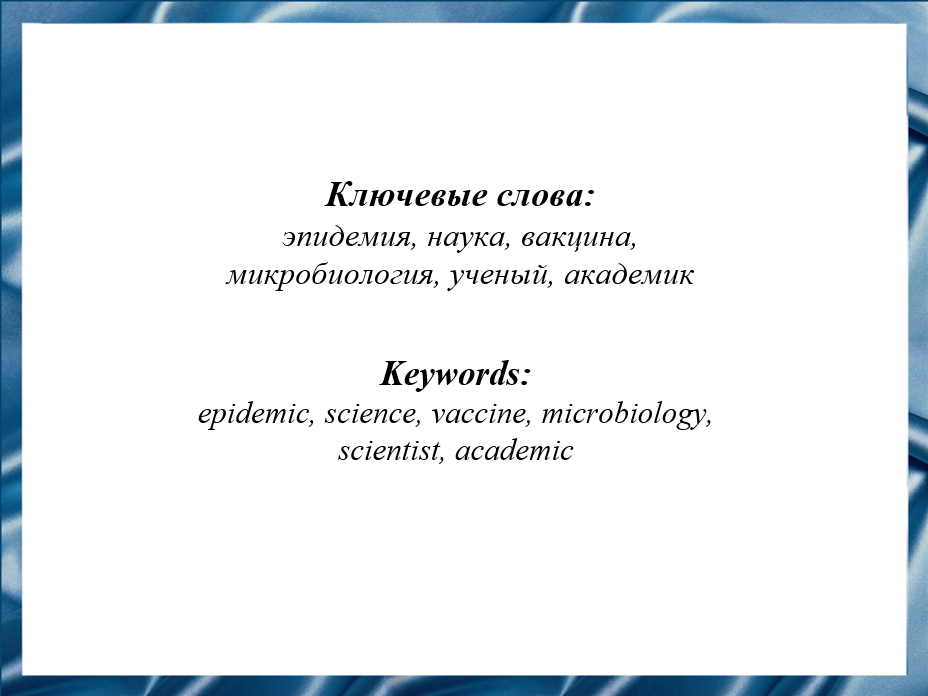 Ключевые слова:
эпидемия, наука, вакцина,
микробиология, ученый, академик
Keywords:
epidemic, science, vaccine, microbiology,
scientist, academic